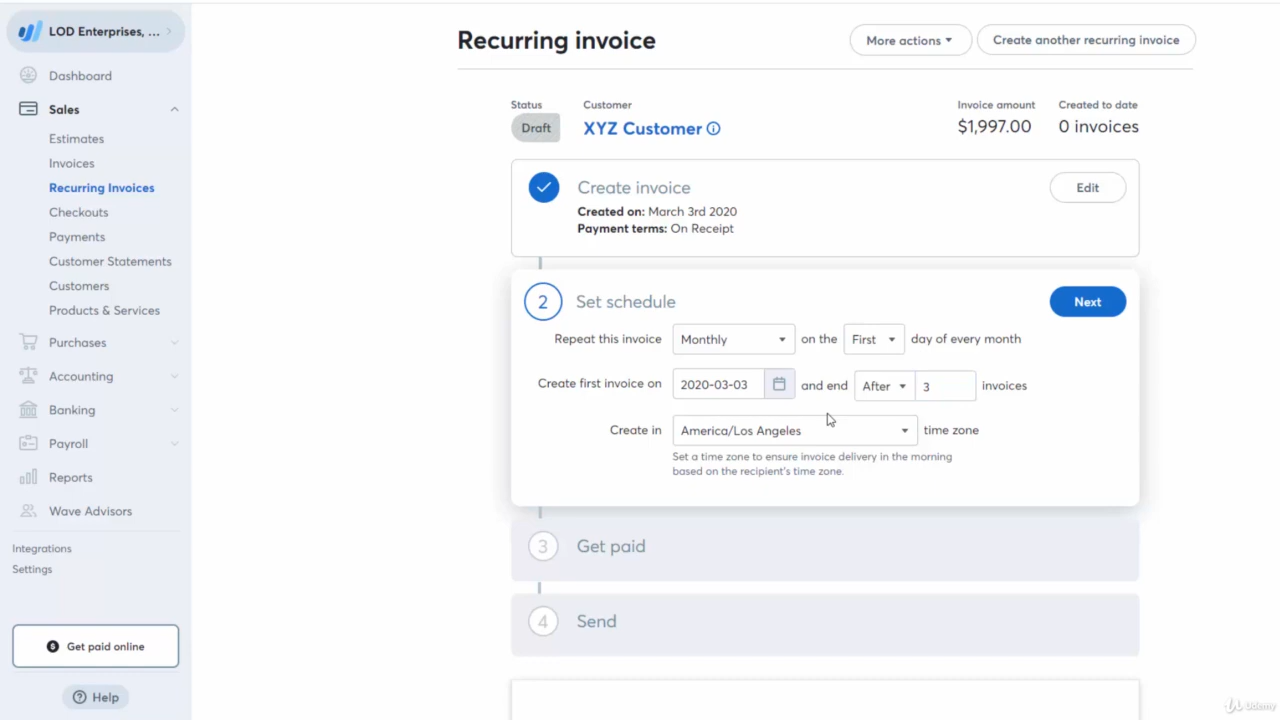 LOD Enterprises, ...
Dashboard
Sales
Estimates
Invoices
Recurring Invoices
Checkouts
Payments
Customer Statements
Customers
Products & Services
Purchases
Accounting
Banking
Payroll
Reports
Wave Advisors
Integrations
Settings
$ Get paid online
? Help
Recurring invoice
More actions
Create another recurring invoice
Status Customer Invoice amount Created to date
Draft XYZ Customer $1,997.00 0 invoices
Create invoice Edit
Created on: March 3rd 2020
Payment terms: On Receipt
2 Set schedule Next
Repeat this invoice Monthly on the First day of every month
Create first invoice on 2020-03-03 and end After 3 invoices
Create in America/Los Angeles time zone
Set a time zone to ensure invoice delivery in the morning
based on the recipient's time zone.
3 Get paid
4 Send
Udemy